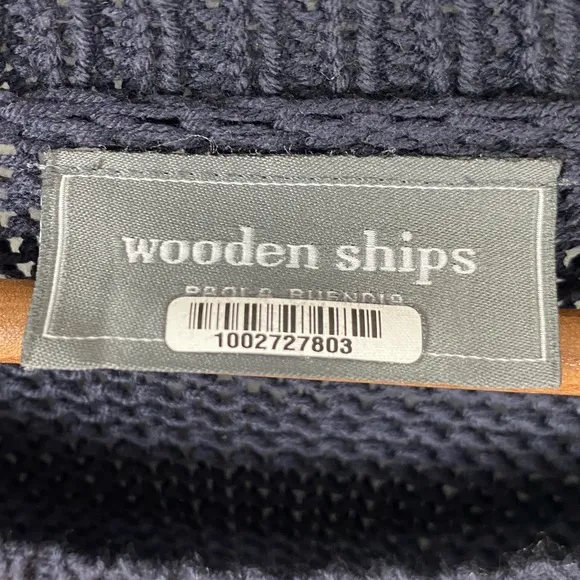 wooden ships
PAOLA BUENDIA
1002727803